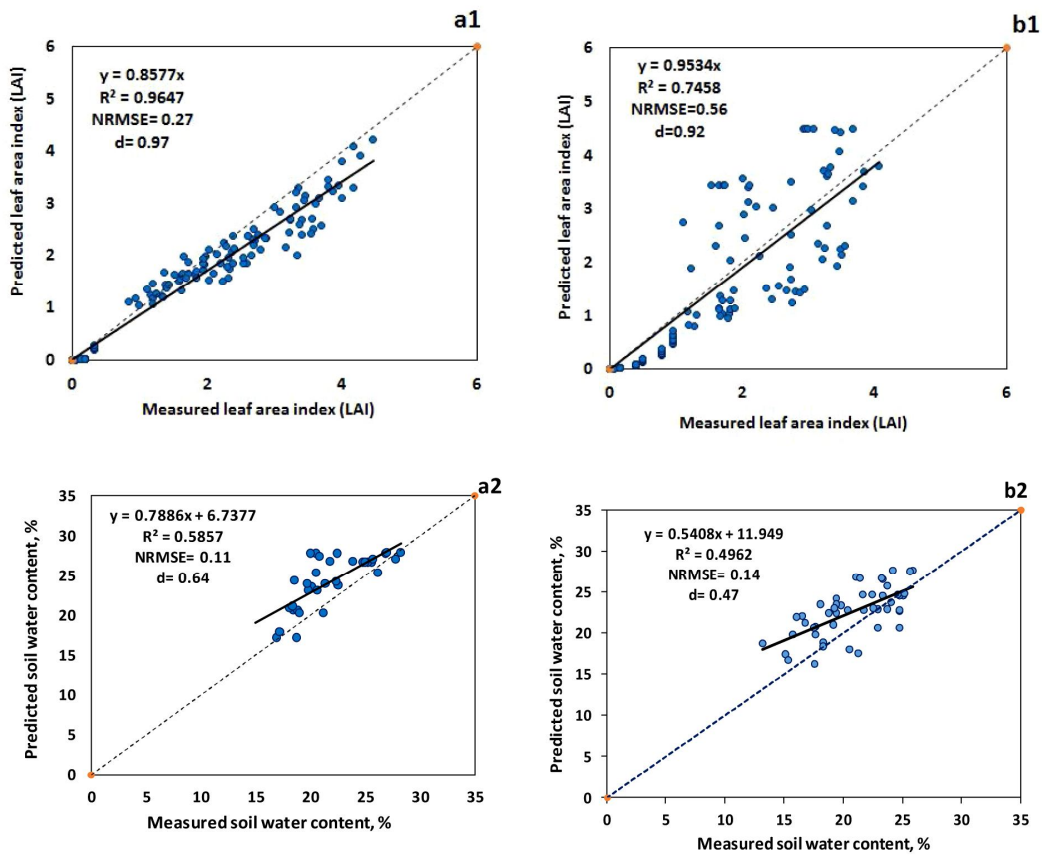 a1
6
5
4
3
2
1
0
0 2 4 6
Predicted leaf area index (LAI)
y = 0.8577x
R² = 0.9647
NRMSE= 0.27
d= 0.97
Measured leaf area index (LAI)
b1
6
5
4
3
2
1
0
0 2 4 6
Predicted leaf area index (LAI)
y = 0.9534x
R² = 0.7458
NRMSE=0.56
d=0.92
Measured leaf area index (LAI)
a2
35
30
25
20
15
10
5
0
0 5 10 15 20 25 30 35
Predicted soil water content, %
y = 0.7886x + 6.7377
R² = 0.5857
NRMSE= 0.11
d= 0.64
Measured soil water content, %
b2
35
30
25
20
15
10
5
0
0 5 10 15 20 25 30 35
Predicted soil water content, %
y = 0.5408x + 11.949
R² = 0.4962
NRMSE= 0.14
d= 0.47
Measured soil water content, %